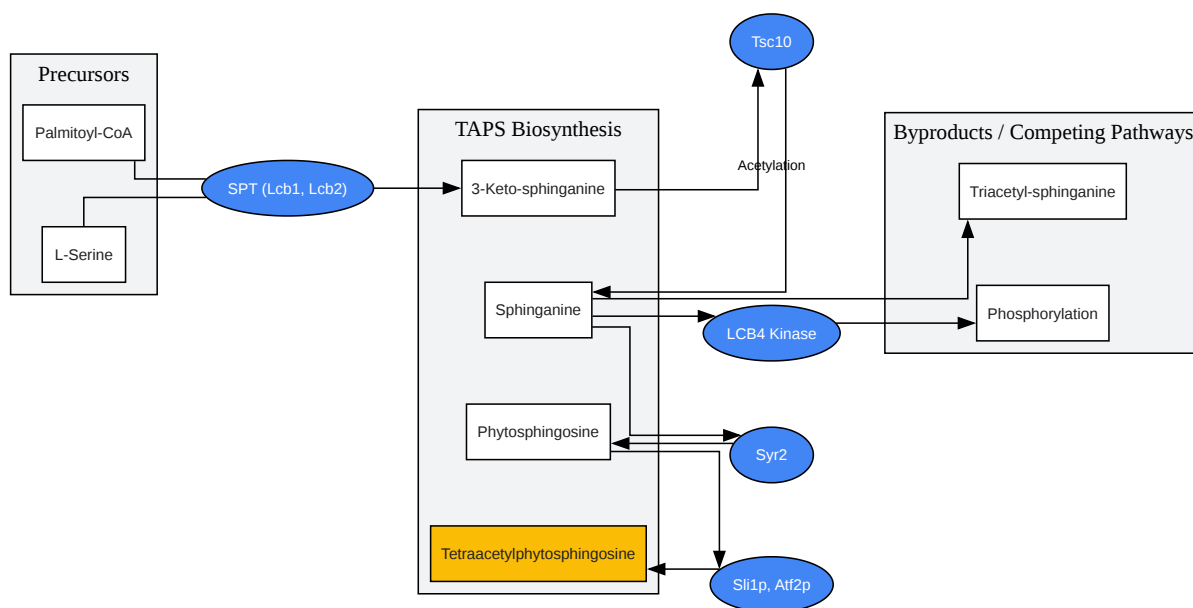 Tsc10
Precursors
Palmitoyl-CoA
SPT (Lcb1, Lcb2)
L-Serine
TAPS Biosynthesis
3-Keto-sphinganine
Acetylation
Sphinganine
LCB4 Kinase
Phytosphingosine
Syr2
Tetraacetylphytosphingosine
Sli1p, Atf2p
Byproducts / Competing Pathways
Triacetyl-sphinganine
Phosphorylation